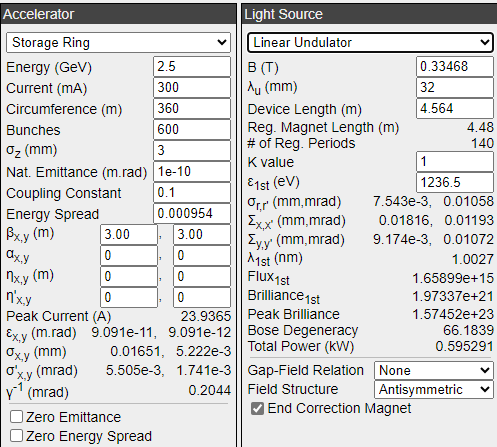 Accelerator
Storage Ring
Energy (GeV) 2.5
Current (mA) 300
Circumference (m) 360
Bunches 600
σz (mm) 3
Nat. Emittance (m.rad) 1e-10
Coupling Constant 0.1
Energy Spread 0.000954
βx,y (m) 3.00 , 3.00
αx,y 0 , 0
ηx,y (m) 0 , 0
η'x,y 0 , 0
Peak Current (A) 23.9365
εx,y (m.rad) 9.091e-11, 9.091e-12
σx,y (mm) 0.01651, 5.222e-3
σ'x,y (mrad) 5.505e-3, 1.741e-3
γ-1 (mrad) 0.2044
Zero Emittance
Zero Energy Spread
Light Source
Linear Undulator
B (T) 0.33468
λu (mm) 32
Device Length (m) 4.564
Reg. Magnet Length (m) 4.48
# of Reg. Periods 140
K value 1
ε1st (eV) 1236.5
σr,r' (mm,mrad) 7.543e-3, 0.01058
Σx,x' (mm,mrad) 0.01816, 0.01193
Σy,y' (mm,mrad) 9.174e-3, 0.01072
λ1st (nm) 1.0027
Flux1st 1.65899e+15
Brilliance1st 1.97337e+21
Peak Brilliance 1.57452e+23
Bose Degeneracy 66.1839
Total Power (kW) 0.595291
Gap-Field Relation None
Field Structure Antisymmetric
End Correction Magnet